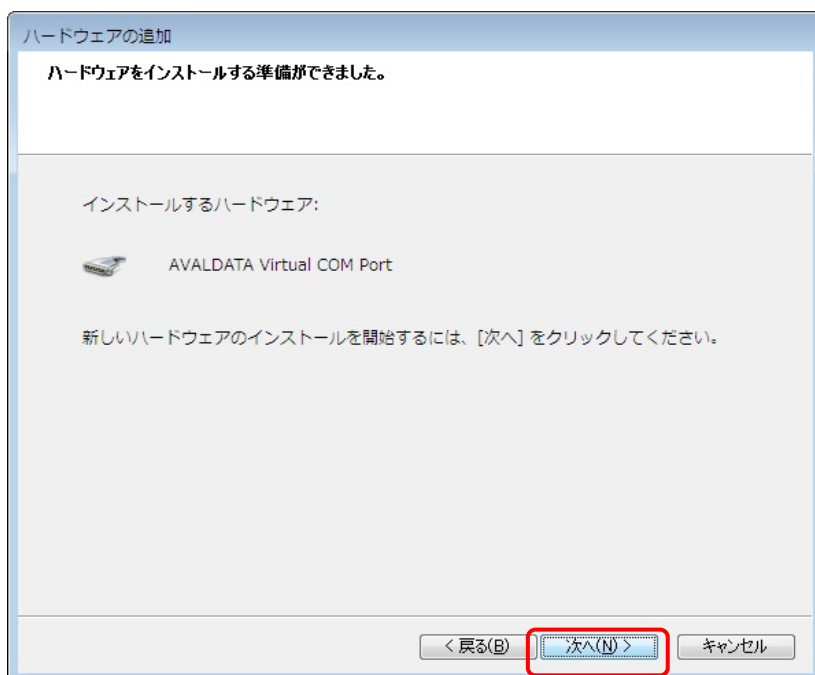 ハードウェアの追加
ハードウェアをインストールする準備ができました。
インストールするハードウェア:
AVALDATA Virtual COM Port
新しいハードウェアのインストールを開始するには、[次へ] をクリックしてください。
< 戻る(B) 次へ(N) > キャンセル